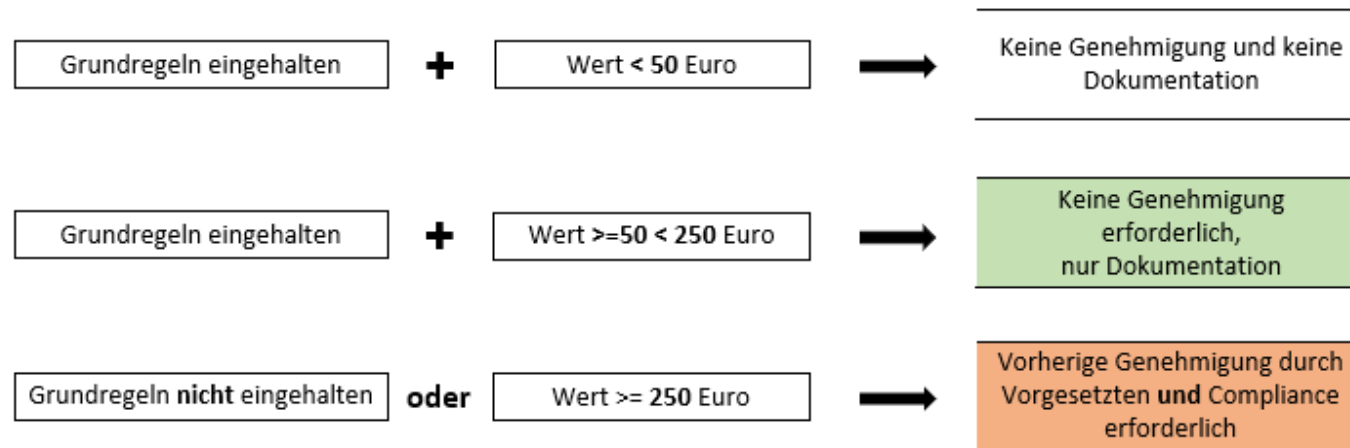 Grundregeln eingehalten + Wert < 50 Euro Keine Genehmigung und keine
Dokumentation
Grundregeln eingehalten + Wert >=50 < 250 Euro Keine Genehmigung
erforderlich,
nur Dokumentation
Grundregeln nicht eingehalten oder Wert >= 250 Euro Vorherige Genehmigung durch
Vorgesetzten und Compliance
erforderlich